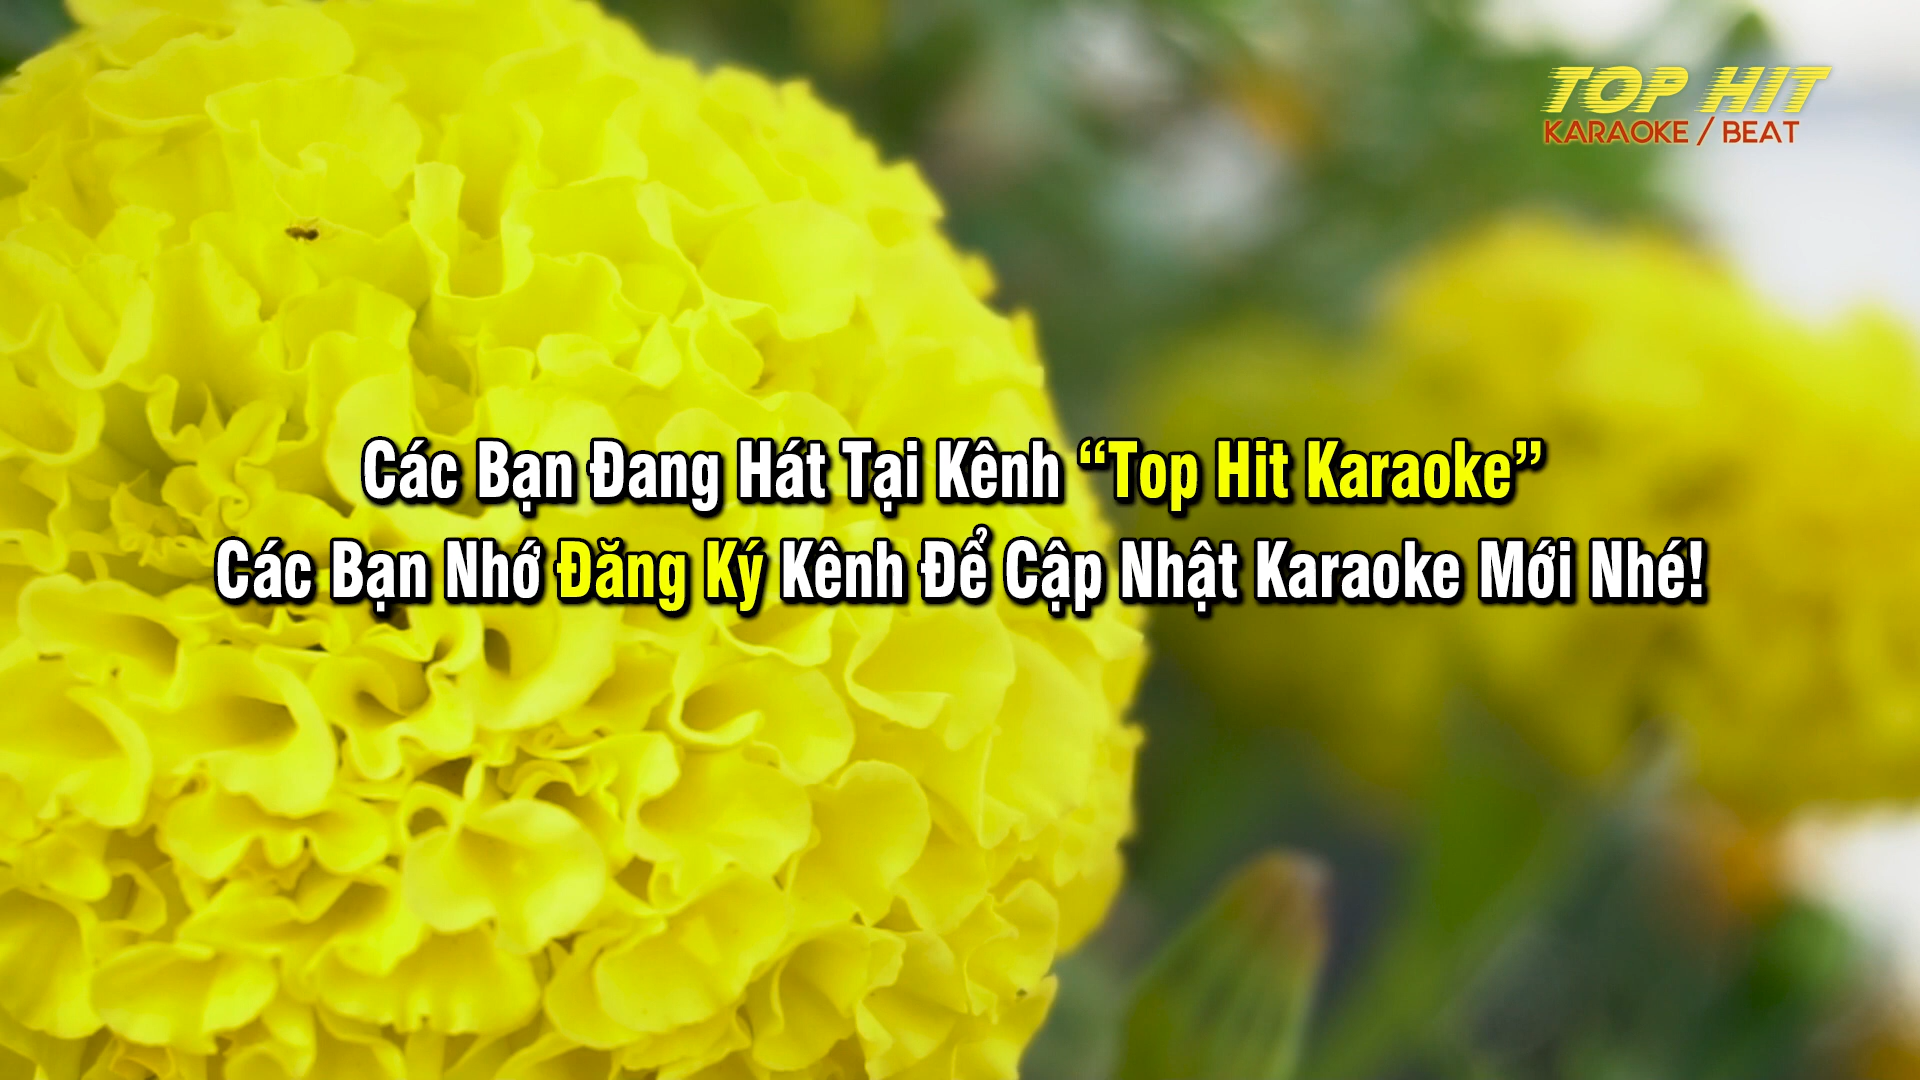 TOP HIT
KARAOKE / BEAT
Các Bạn Đang Hát Tại Kênh “Top Hit Karaoke”
Các Bạn Nhớ Đăng Ký Kênh Để Cập Nhật Karaoke Mới Nhé!